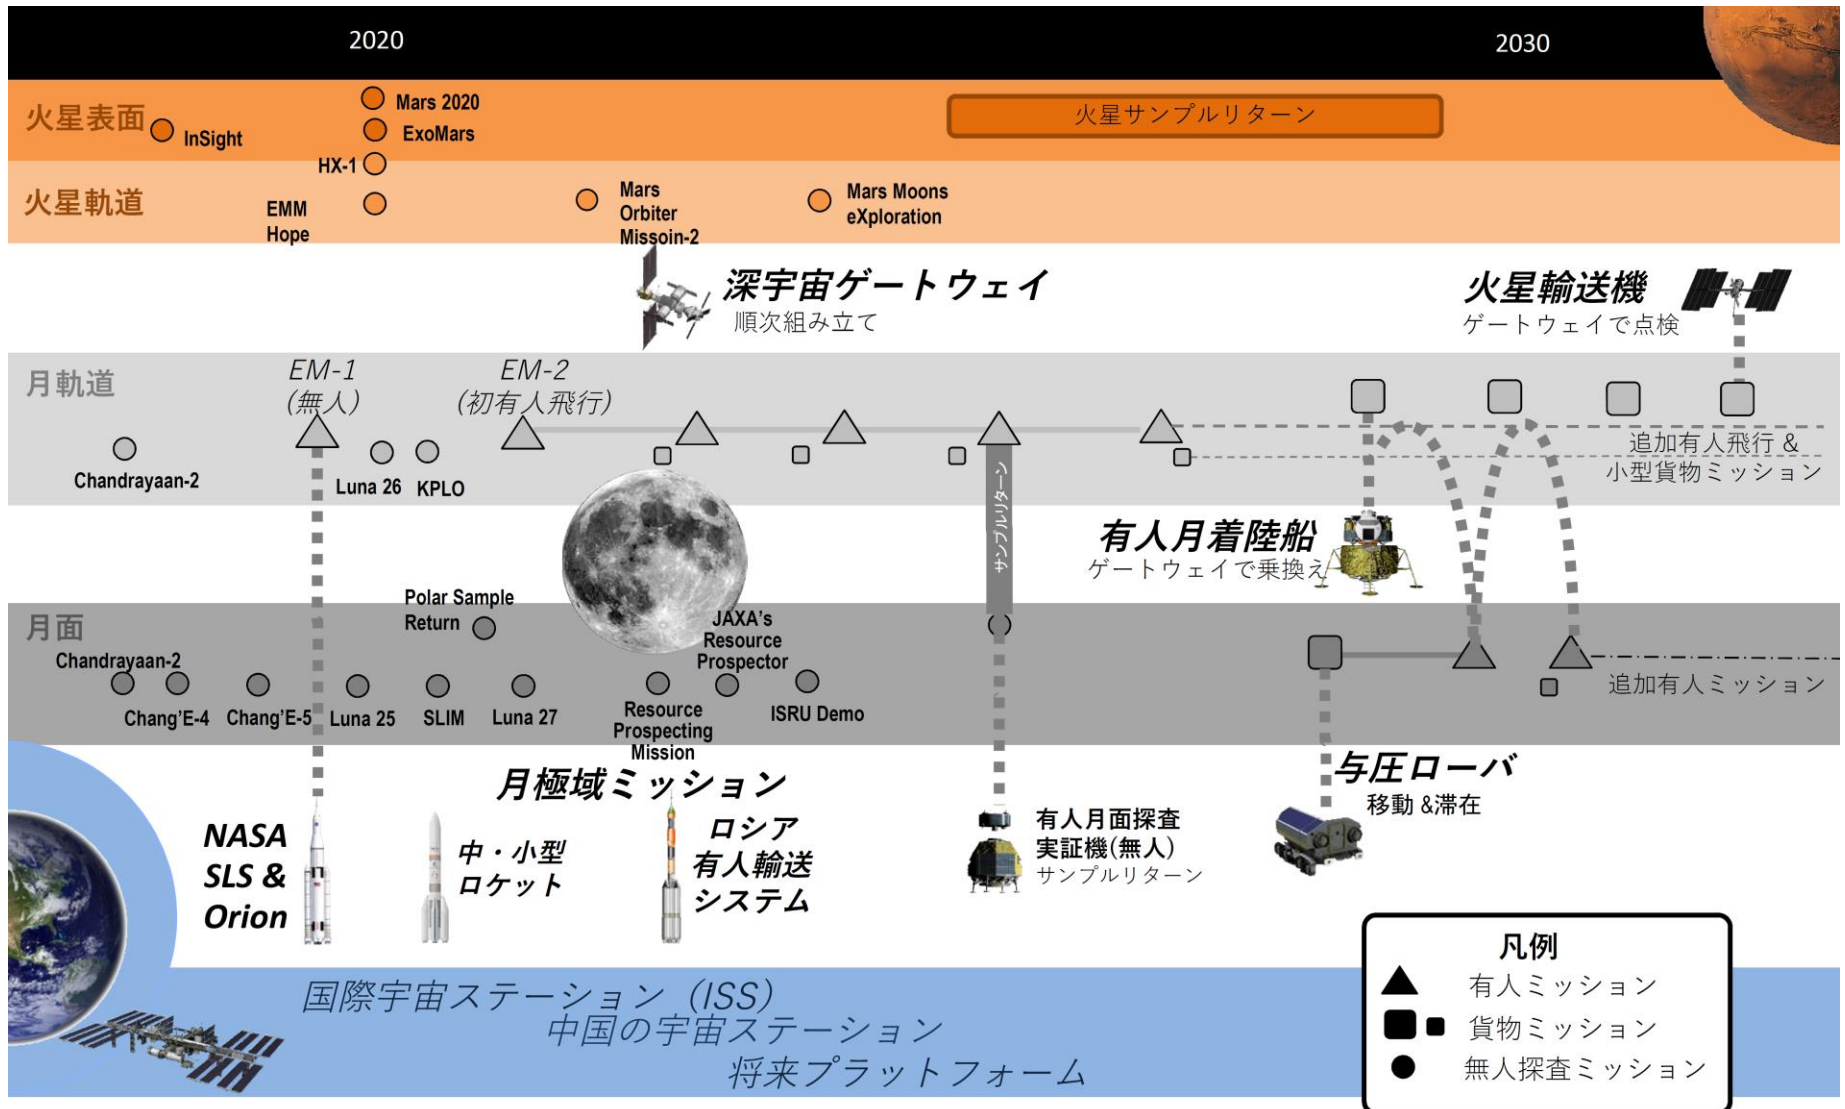 2020
2030
火星表面
Mars 2020
InSight
ExoMars
HX-1
火星サンプルリターン
火星軌道
EMM
Hope
Mars
Orbiter
Missoin-2
Mars Moons
eXploration
深宇宙ゲートウェイ
順次組み立て
火星輸送機
ゲートウェイで点検
月軌道
EM-1
(無人)
EM-2
(初有人飛行)
Chandrayaan-2
Luna 26
KPLO
追加有人飛行 &
小型貨物ミッション
サンプルリターン
有人月着陸船
ゲートウェイで乗換え
月面
Polar Sample
Return
Chandrayaan-2
Chang'E-4
Chang'E-5
Luna 25
SLIM
Luna 27
Resource
Prospecting
Mission
JAXA's
Resource
Prospector
ISRU Demo
追加有人ミッション
月極域ミッション
与圧ローバ
移動 &滞在
NASA
SLS &
Orion
中・小型
ロケット
ロシア
有人輸送
システム
有人月面探査
実証機(無人)
サンプルリターン
国際宇宙ステーション（ISS）
中国の宇宙ステーション
将来プラットフォーム
凡例
有人ミッション
貨物ミッション
無人探査ミッション